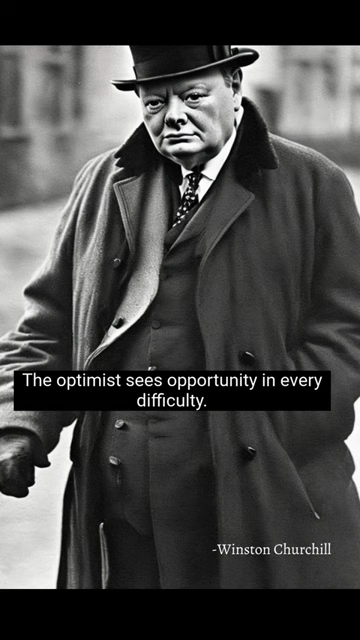 The optimist sees opportunity in every
difficulty.
-Winston Churchill